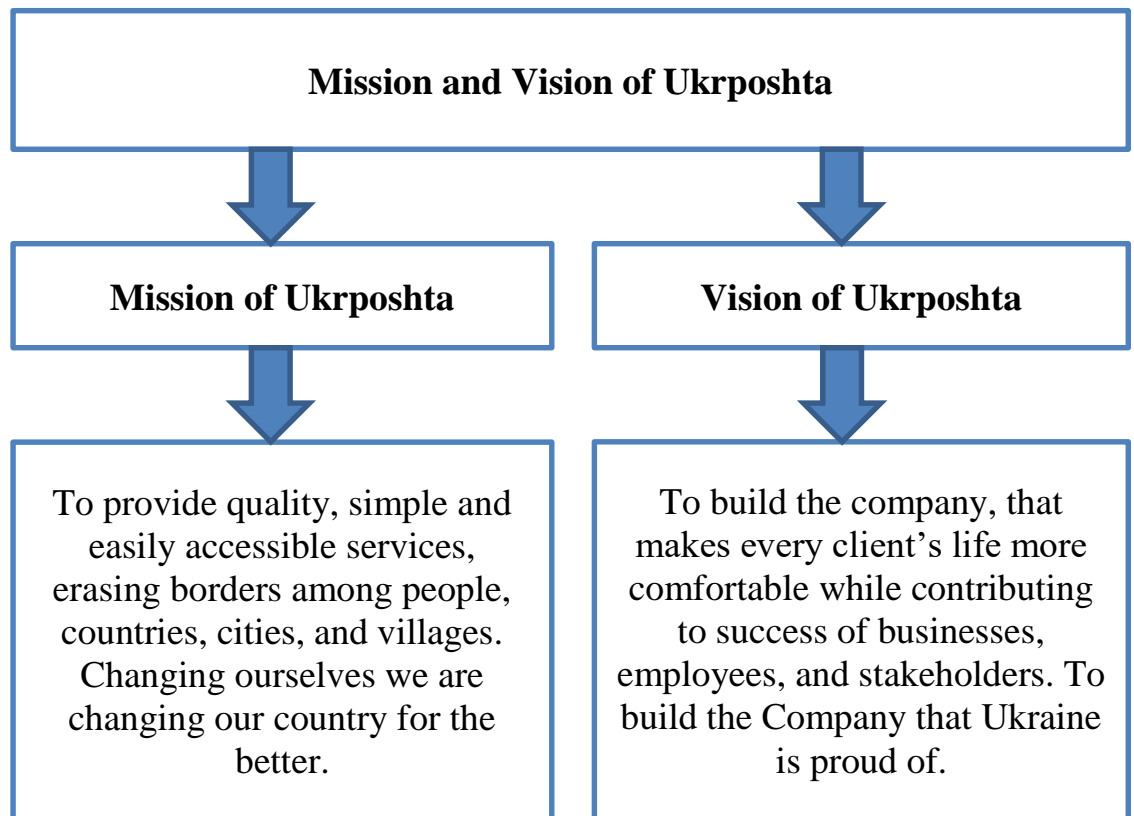 Mission and Vision of Ukrposhta
Mission of Ukrposhta
Vision of Ukrposhta
To provide quality, simple and
easily accessible services,
erasing borders among people,
countries, cities, and villages.
Changing ourselves we are
changing our country for the
better.
To build the company, that
makes every client’s life more
comfortable while contributing
to success of businesses,
employees, and stakeholders. To
build the Company that Ukraine
is proud of.